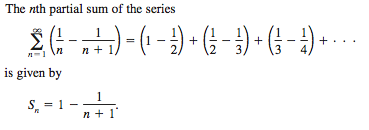 The nth partial sum of the series
∑_{n=1}^{∞} (1/n − 1/(n + 1)) = (1 − 1/2) + (1/2 − 1/3) + (1/3 − 1/4) + · · ·
is given by
S_n = 1 − 1/(n + 1).